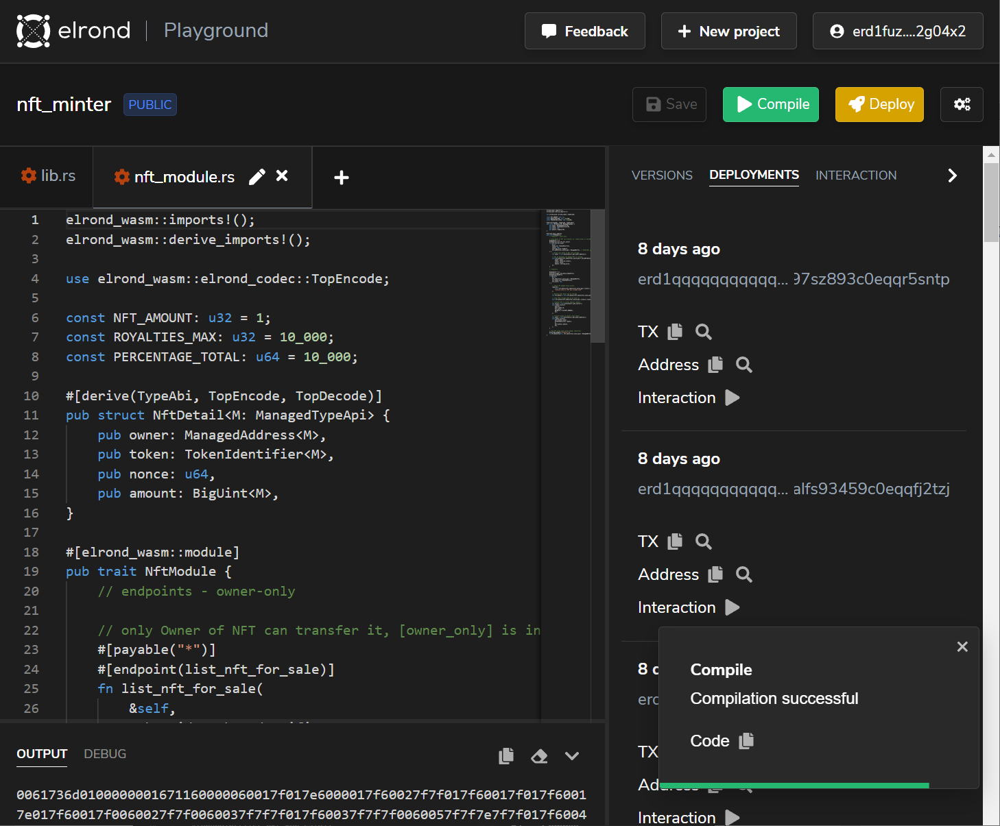 elrond | Playground
Feedback
New project
erd1fuz....2g04x2
nft_minter
PUBLIC
Save
Compile
Deploy
lib.rs
nft_module.rs
1 elrond_wasm::imports!();
2 elrond_wasm::derive_imports!();
3
4 use elrond_wasm::elrond_codec::TopEncode;
5
6 const NFT_AMOUNT: u32 = 1;
7 const ROYALTIES_MAX: u32 = 10_000;
8 const PERCENTAGE_TOTAL: u64 = 10_000;
9
10 #[derive(TypeAbi, TopEncode, TopDecode)]
11 pub struct NftDetail<M: ManagedTypeApi> {
12 pub owner: ManagedAddress<M>,
13 pub token: TokenIdentifier<M>,
14 pub nonce: u64,
15 pub amount: BigUint<M>,
16 }
17
18 #[elrond_wasm::module]
19 pub trait NftModule {
20 // endpoints - owner-only
21
22 // only Owner of NFT can transfer it, [owner_only] is in
23 #[payable("*")]
24 #[endpoint(list_nft_for_sale)]
25 fn list_nft_for_sale(
26 &self,
OUTPUT
DEBUG
0061736d0100000001671160000060017f017e6000017f60027f7f017f60017f017f6001
7e017f60017f0060027f7f0060037f7f7f017f60037f7f7f0060057f7f7e7f7f017f6004
VERSIONS
DEPLOYMENTS
INTERACTION
8 days ago
erd1qqqqqqqqqqq... 97sz893c0eqqr5sntp
TX
Address
Interaction
8 days ago
erd1qqqqqqqqqqq... alfs93459c0eqqfj2tzj
TX
Address
Interaction
8 d
erd
TX
Address
Interaction
Compile
Compilation successful
Code